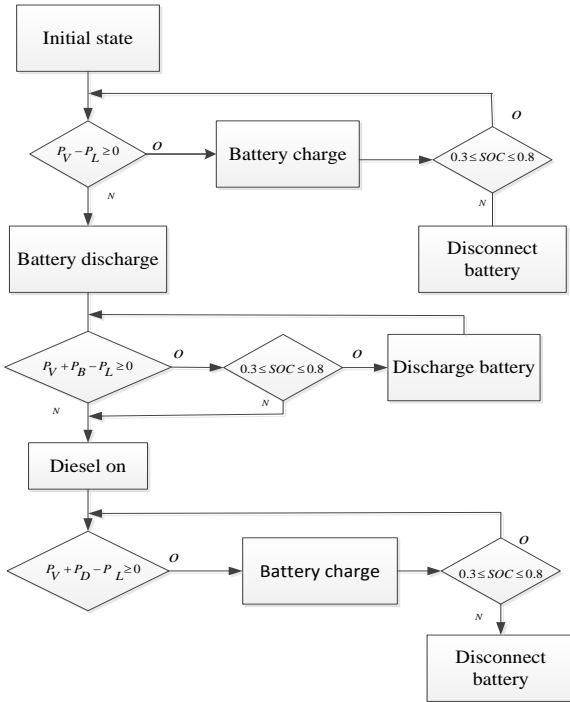 Initial state
O
P_V − P_L ≥ 0
O
Battery charge
0.3 ≤ SOC ≤ 0.8
N
N
Battery discharge
Disconnect
battery
P_V + P_B − P_L ≥ 0
O
0.3 ≤ SOC ≤ 0.8
O
Discharge battery
N
N
Diesel on
O
P_V + P_D − P_L ≥ 0
O
Battery charge
0.3 ≤ SOC ≤ 0.8
N
Disconnect
battery